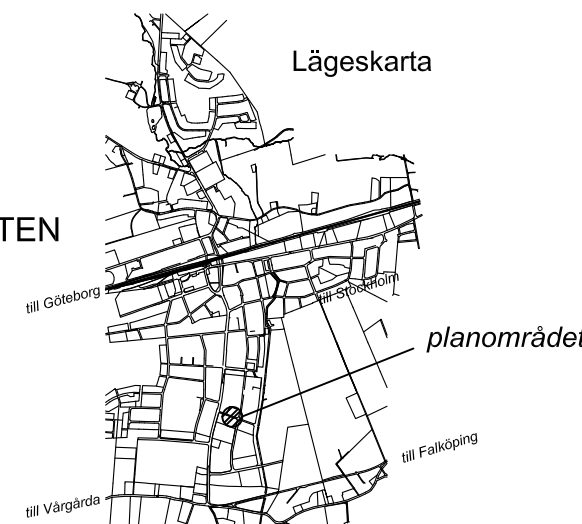 Lägeskarta
TEN
till Göteborg
till Stockholm
planområdet
till Falköping
till Vårgårda